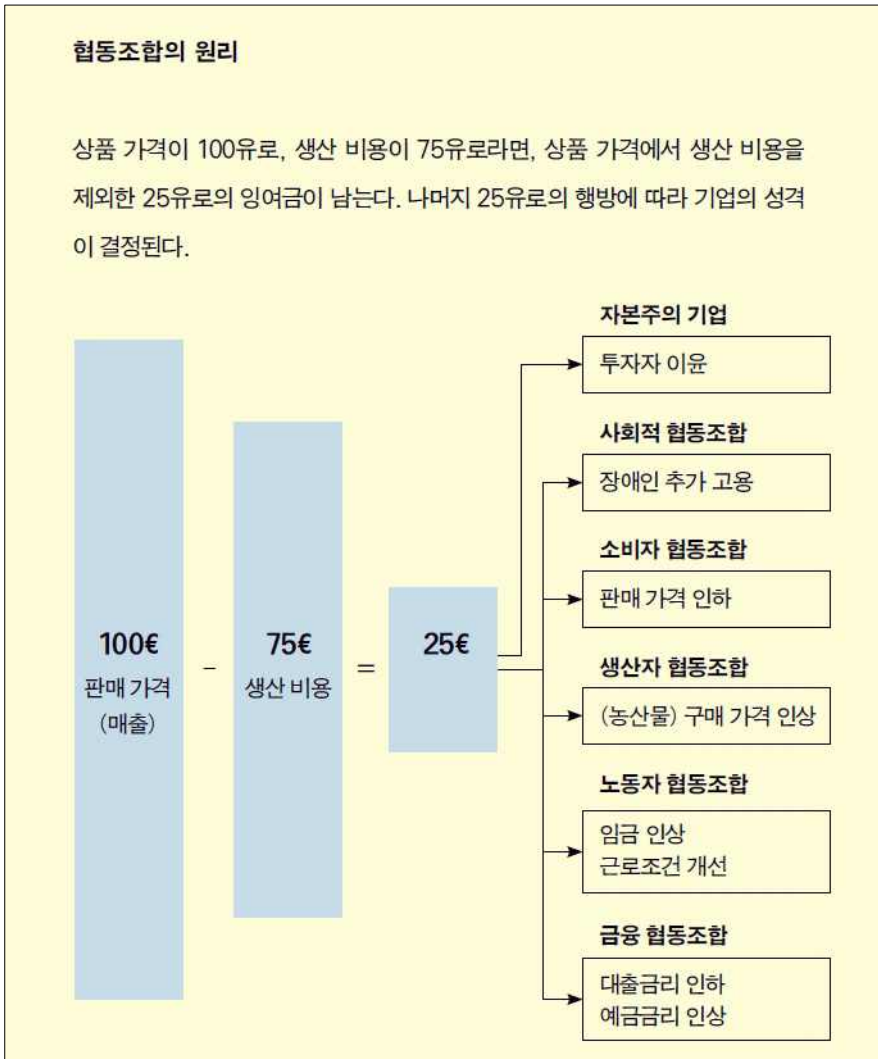 협동조합의 원리
상품 가격이 100유로, 생산 비용이 75유로라면, 상품 가격에서 생산 비용을
제외한 25유로의 잉여금이 남는다. 나머지 25유로의 행방에 따라 기업의 성격
이 결정된다.
100€
판매 가격
(매출)
-
75€
생산 비용
=
25€
자본주의 기업
투자자 이윤
사회적 협동조합
장애인 추가 고용
소비자 협동조합
판매 가격 인하
생산자 협동조합
(농산물) 구매 가격 인상
노동자 협동조합
임금 인상
근로조건 개선
금융 협동조합
대출금리 인하
예금금리 인상